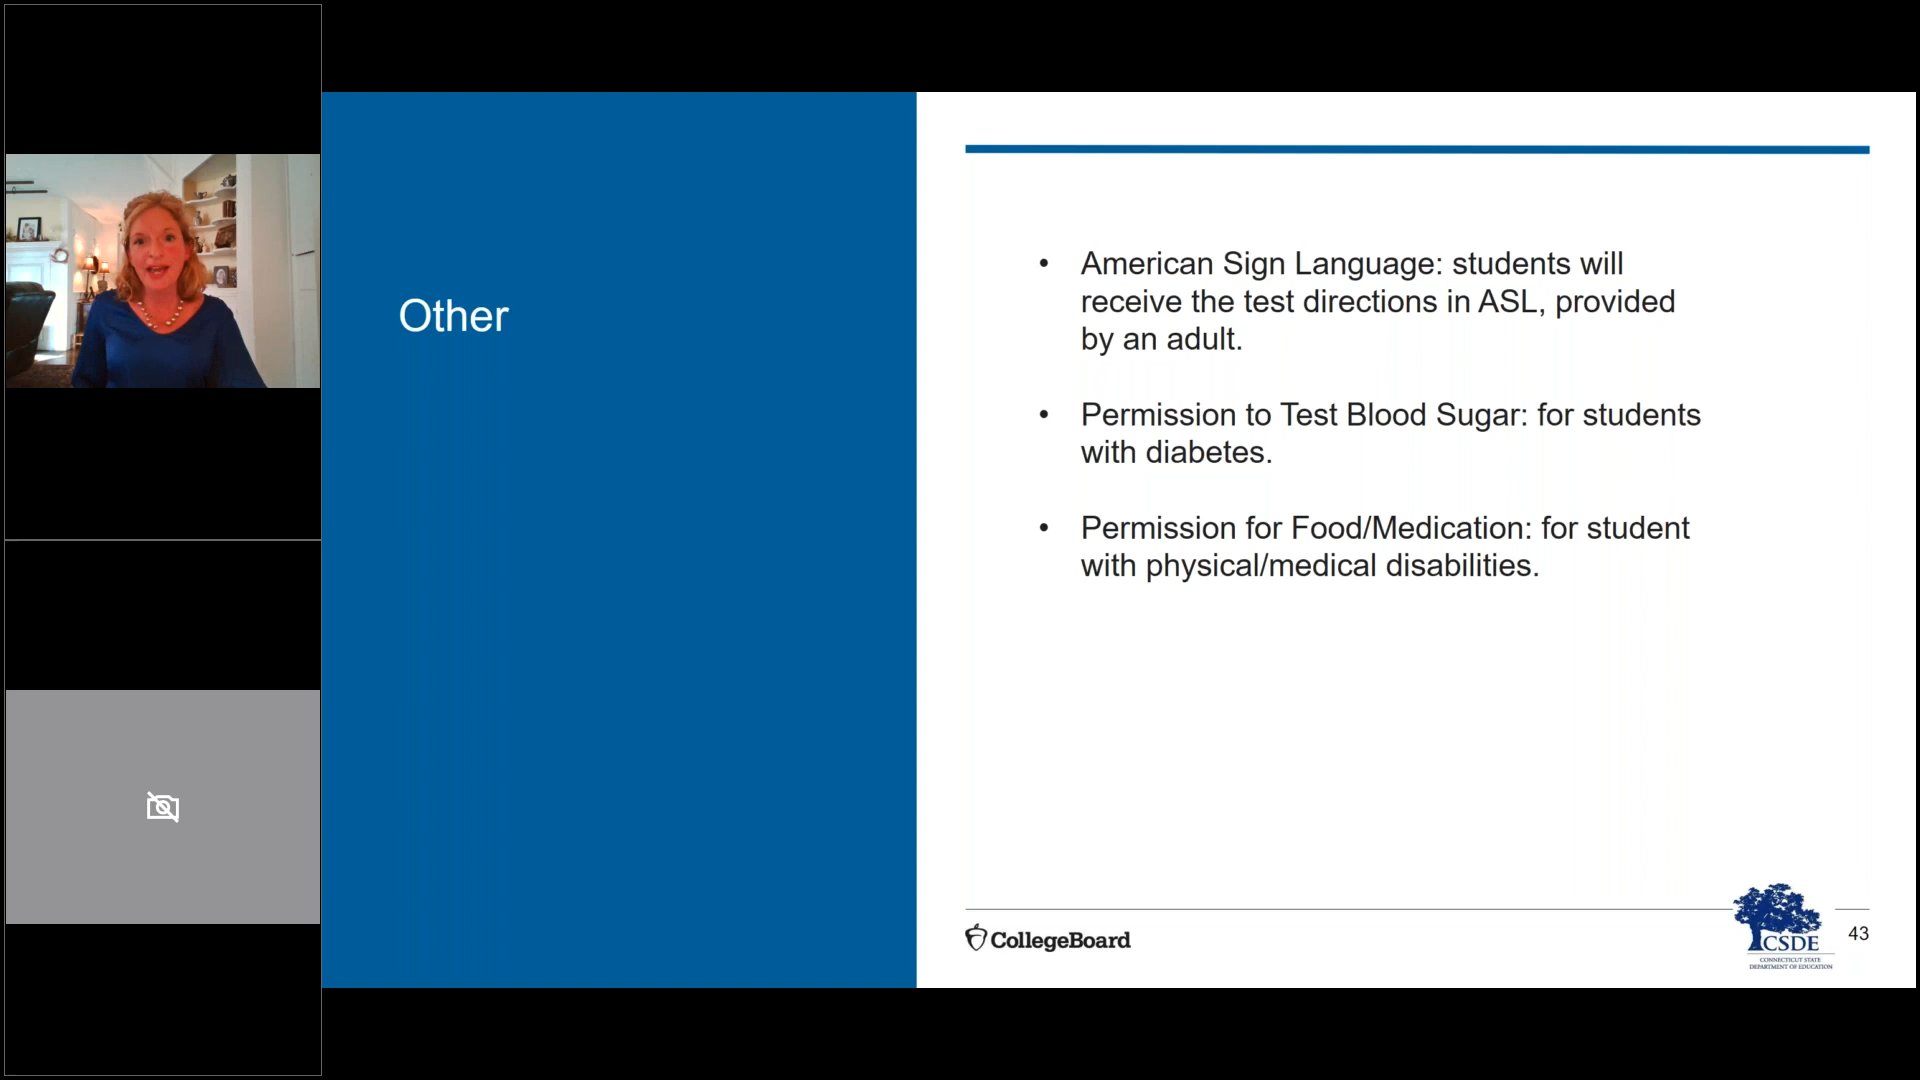 Other
• American Sign Language: students will
receive the test directions in ASL, provided
by an adult.
• Permission to Test Blood Sugar: for students
with diabetes.
• Permission for Food/Medication: for student
with physical/medical disabilities.
CollegeBoard
CSDE
CONNECTICUT STATE
DEPARTMENT OF EDUCATION
43